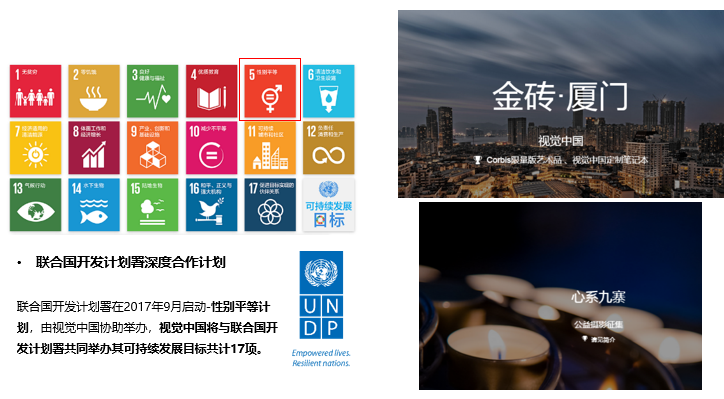 1 无贫穷
2 零饥饿
3 良好
健康与福祉
4 优质教育
5 性别平等
6 清洁饮水和
卫生设施
7 经济适用的
清洁能源
8 体面工作和
经济增长
9 产业、创新和
基础设施
10 减少不平等
11 可持续
城市和社区
12 负责任
消费和生产
13 气候行动
14 水下生物
15 陆地生物
16 和平、正义与
强大机构
17 促进目标实现的
伙伴关系
可持续发展
目标
• 联合国开发计划署深度合作计划
联合国开发计划署在2017年9月启动-性别平等计
划，由视觉中国协助举办，视觉中国将与联合国开
发计划署共同举办其可持续发展目标共计17项。
U N
D P
Empowered lives.
Resilient nations.
金砖·厦门
视觉中国
Corbis限量版艺术品、视觉中国定制笔记本
心系九寨
公益摄影征集
请见简介